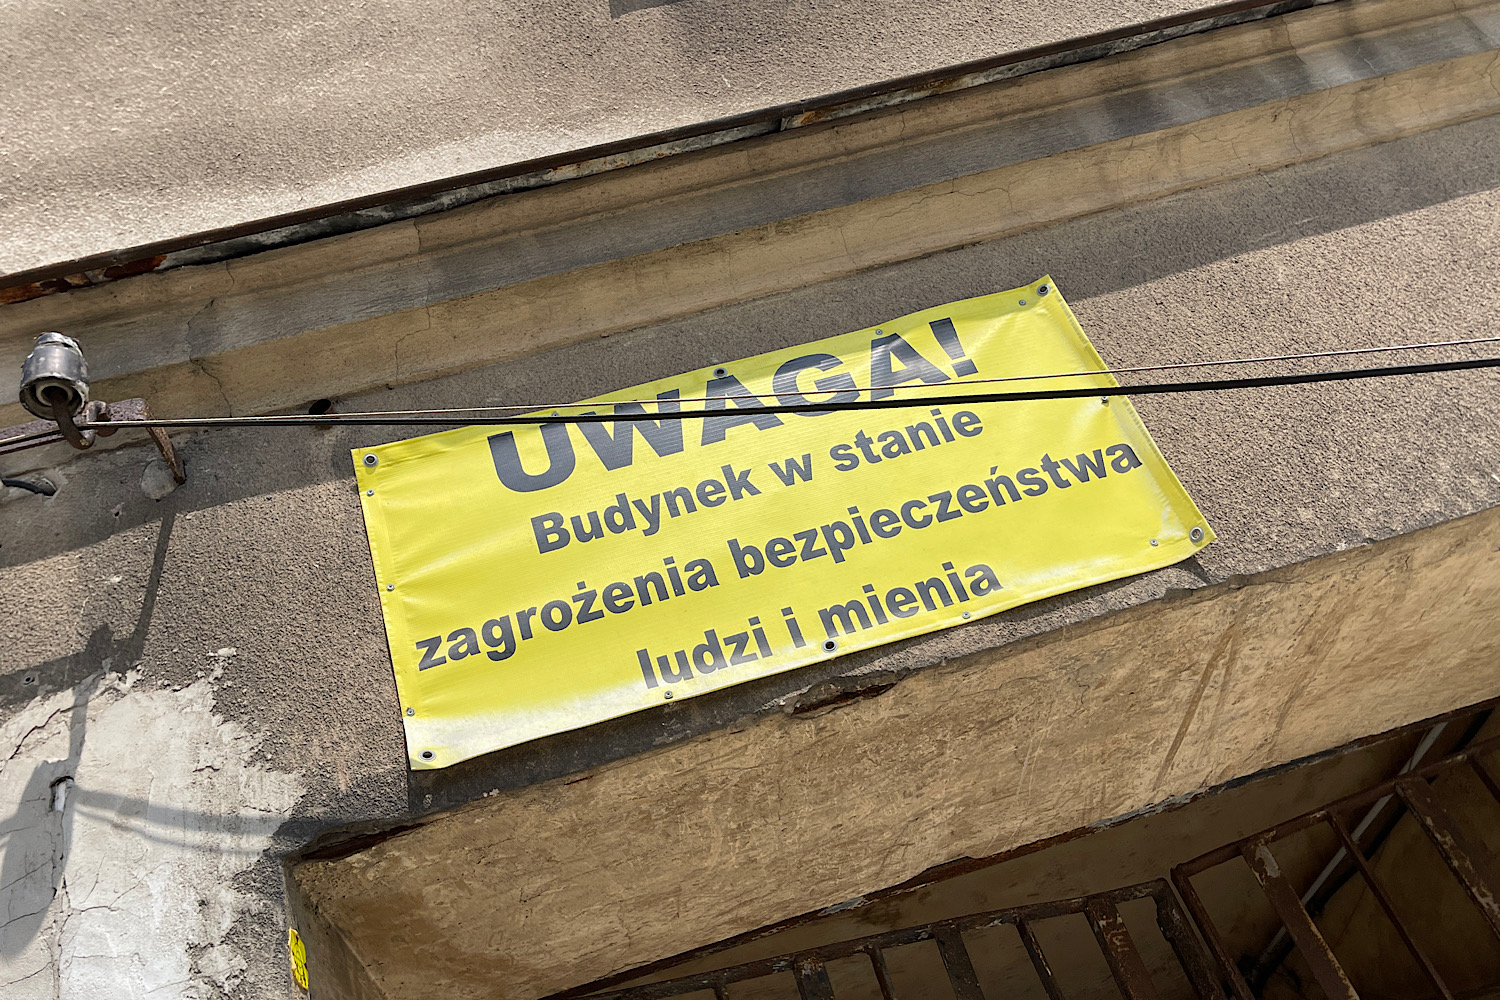 UWAGA!
Budynek w stanie
zagrożenia bezpieczeństwa
ludzi i mienia